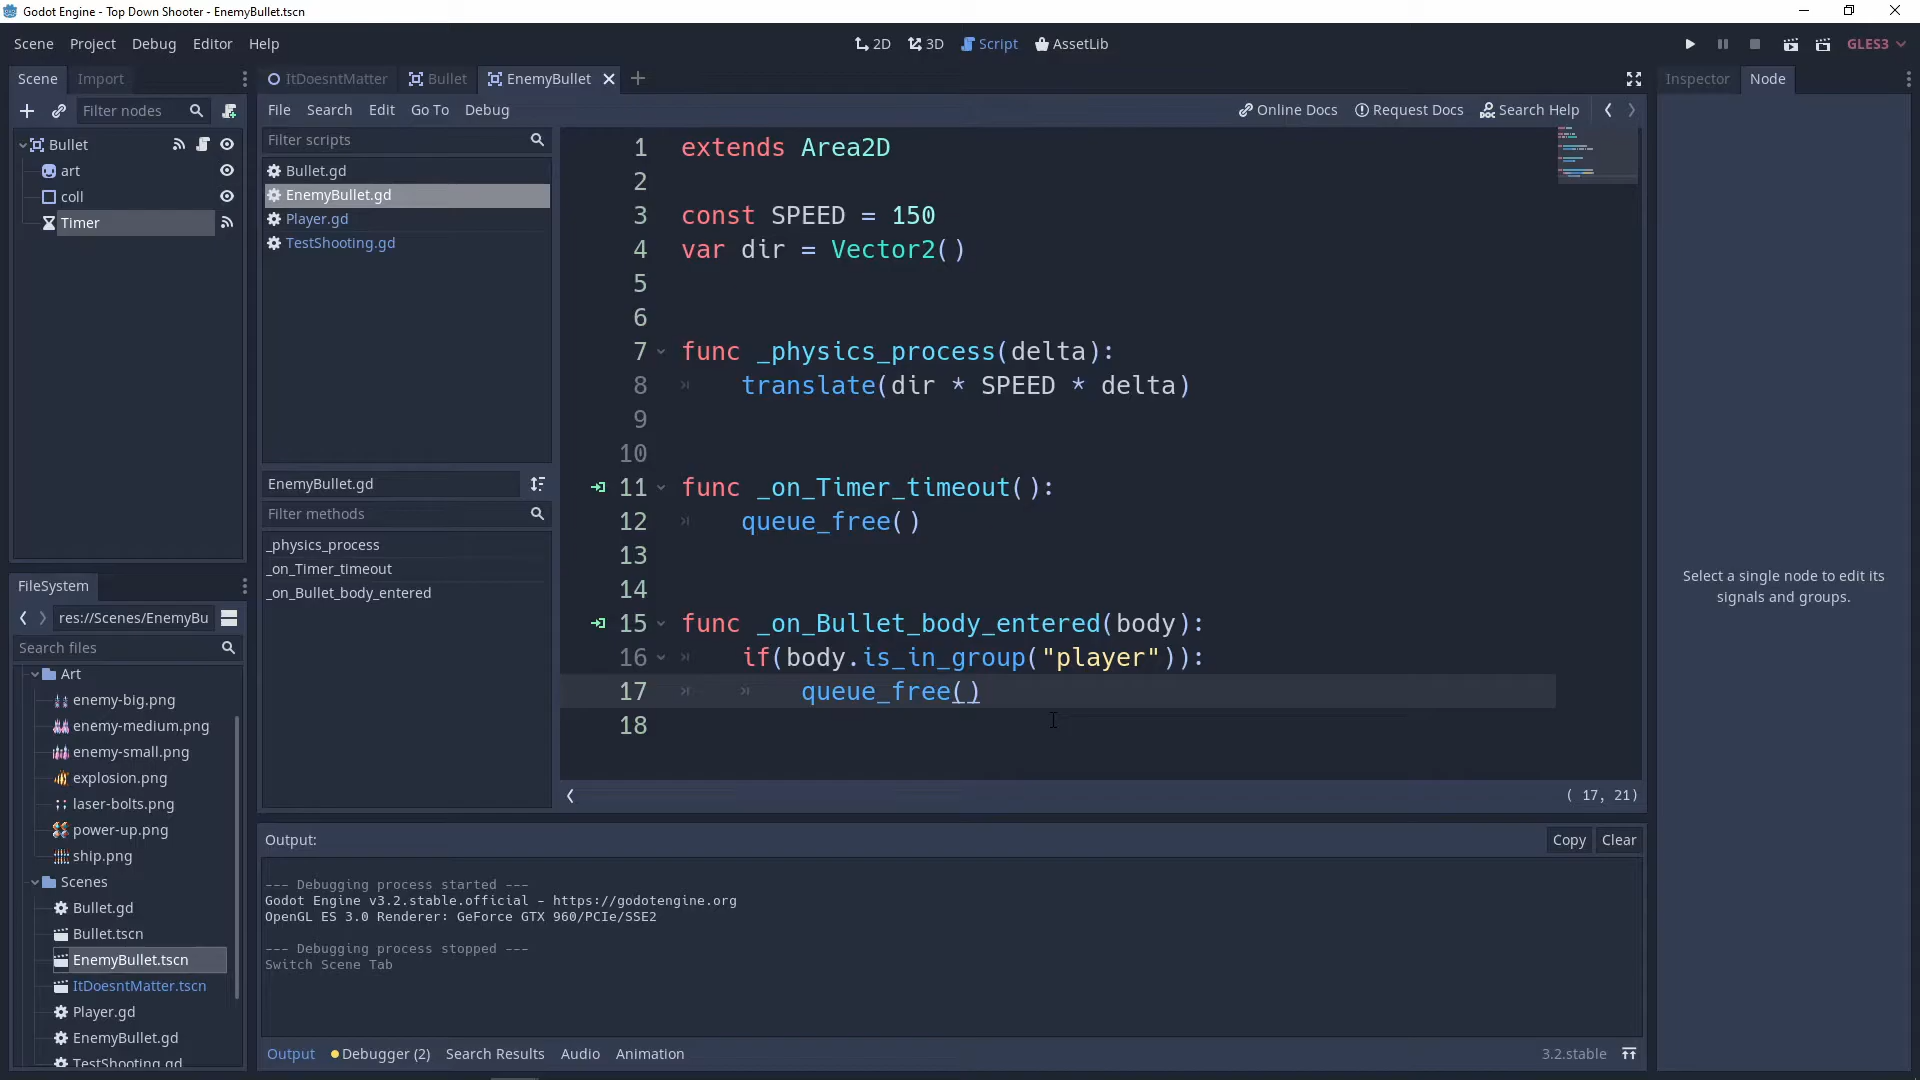 Godot Engine - Top Down Shooter - EnemyBullet.tscn
Scene Project Debug Editor Help
2D 3D Script AssetLib
GLES3
Scene Import
Filter nodes
Bullet
art
coll
Timer
ItDoesntMatter Bullet EnemyBullet
File Search Edit Go To Debug
Online Docs Request Docs Search Help
Filter scripts
Bullet.gd
EnemyBullet.gd
Player.gd
TestShooting.gd
EnemyBullet.gd
Filter methods
_physics_process
_on_Timer_timeout
_on_Bullet_body_entered
1 extends Area2D
2
3 const SPEED = 150
4 var dir = Vector2()
5
6
7 func _physics_process(delta):
8 translate(dir * SPEED * delta)
9
10
11 func _on_Timer_timeout():
12 queue_free()
13
14
15 func _on_Bullet_body_entered(body):
16 if(body.is_in_group("player")):
17 queue_free()
18
( 17, 21)
Inspector Node
Select a single node to edit its
signals and groups.
FileSystem
res://Scenes/EnemyBu
Search files
Art
enemy-big.png
enemy-medium.png
enemy-small.png
explosion.png
laser-bolts.png
power-up.png
ship.png
Scenes
Bullet.gd
Bullet.tscn
EnemyBullet.tscn
ItDoesntMatter.tscn
Player.gd
EnemyBullet.gd
TestShooting.gd
Output:
Copy Clear
--- Debugging process started ---
Godot Engine v3.2.stable.official - https://godotengine.org
OpenGL ES 3.0 Renderer: GeForce GTX 960/PCIe/SSE2
--- Debugging process stopped ---
Switch Scene Tab
Output Debugger (2) Search Results Audio Animation
3.2.stable